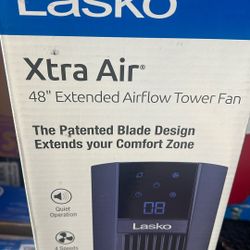 Lasko
Xtra Air®
48" Extended Airflow Tower Fan
The Patented Blade Design
Extends your Comfort Zone
Lasko
08
Quiet
Operation
4 Speeds